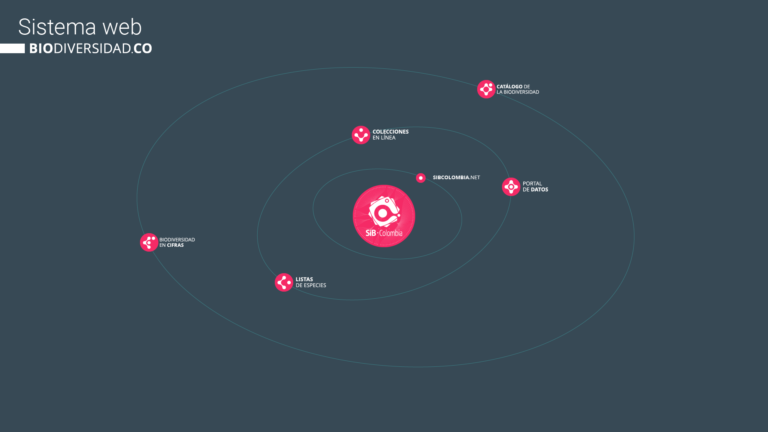 Sistema web
BIODIVERSIDAD.CO
CATÁLOGO DE
LA BIODIVERSIDAD
COLECCIONES
EN LÍNEA
SIBCOLOMBIA.NET
PORTAL
DE DATOS
SiB Colombia
BIODIVERSIDAD
EN CIFRAS
LISTAS
DE ESPECIES